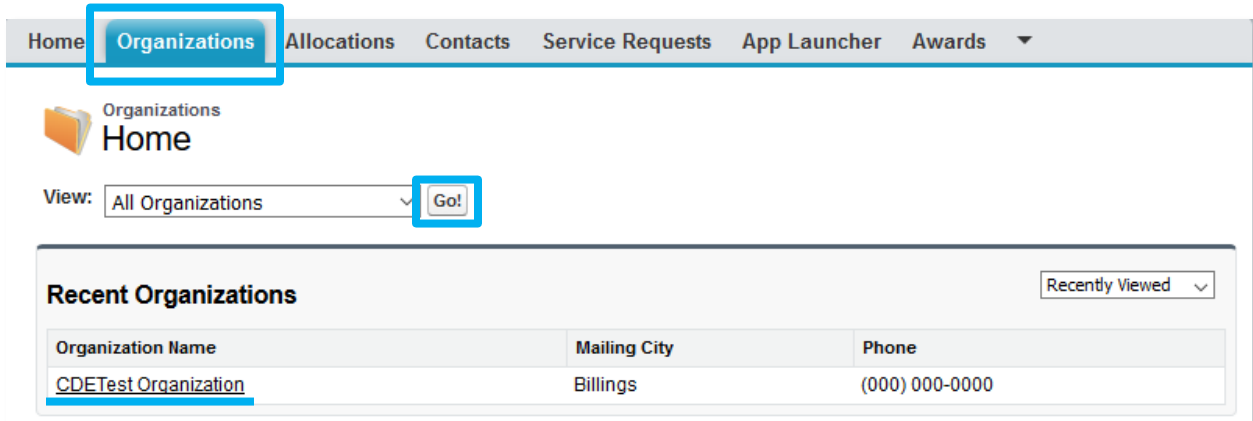 Home Organizations Allocations Contacts Service Requests App Launcher Awards
Organizations
Home
View: All Organizations Go!
Recent Organizations Recently Viewed
Organization Name Mailing City Phone
CDETest Organization Billings (000) 000-0000